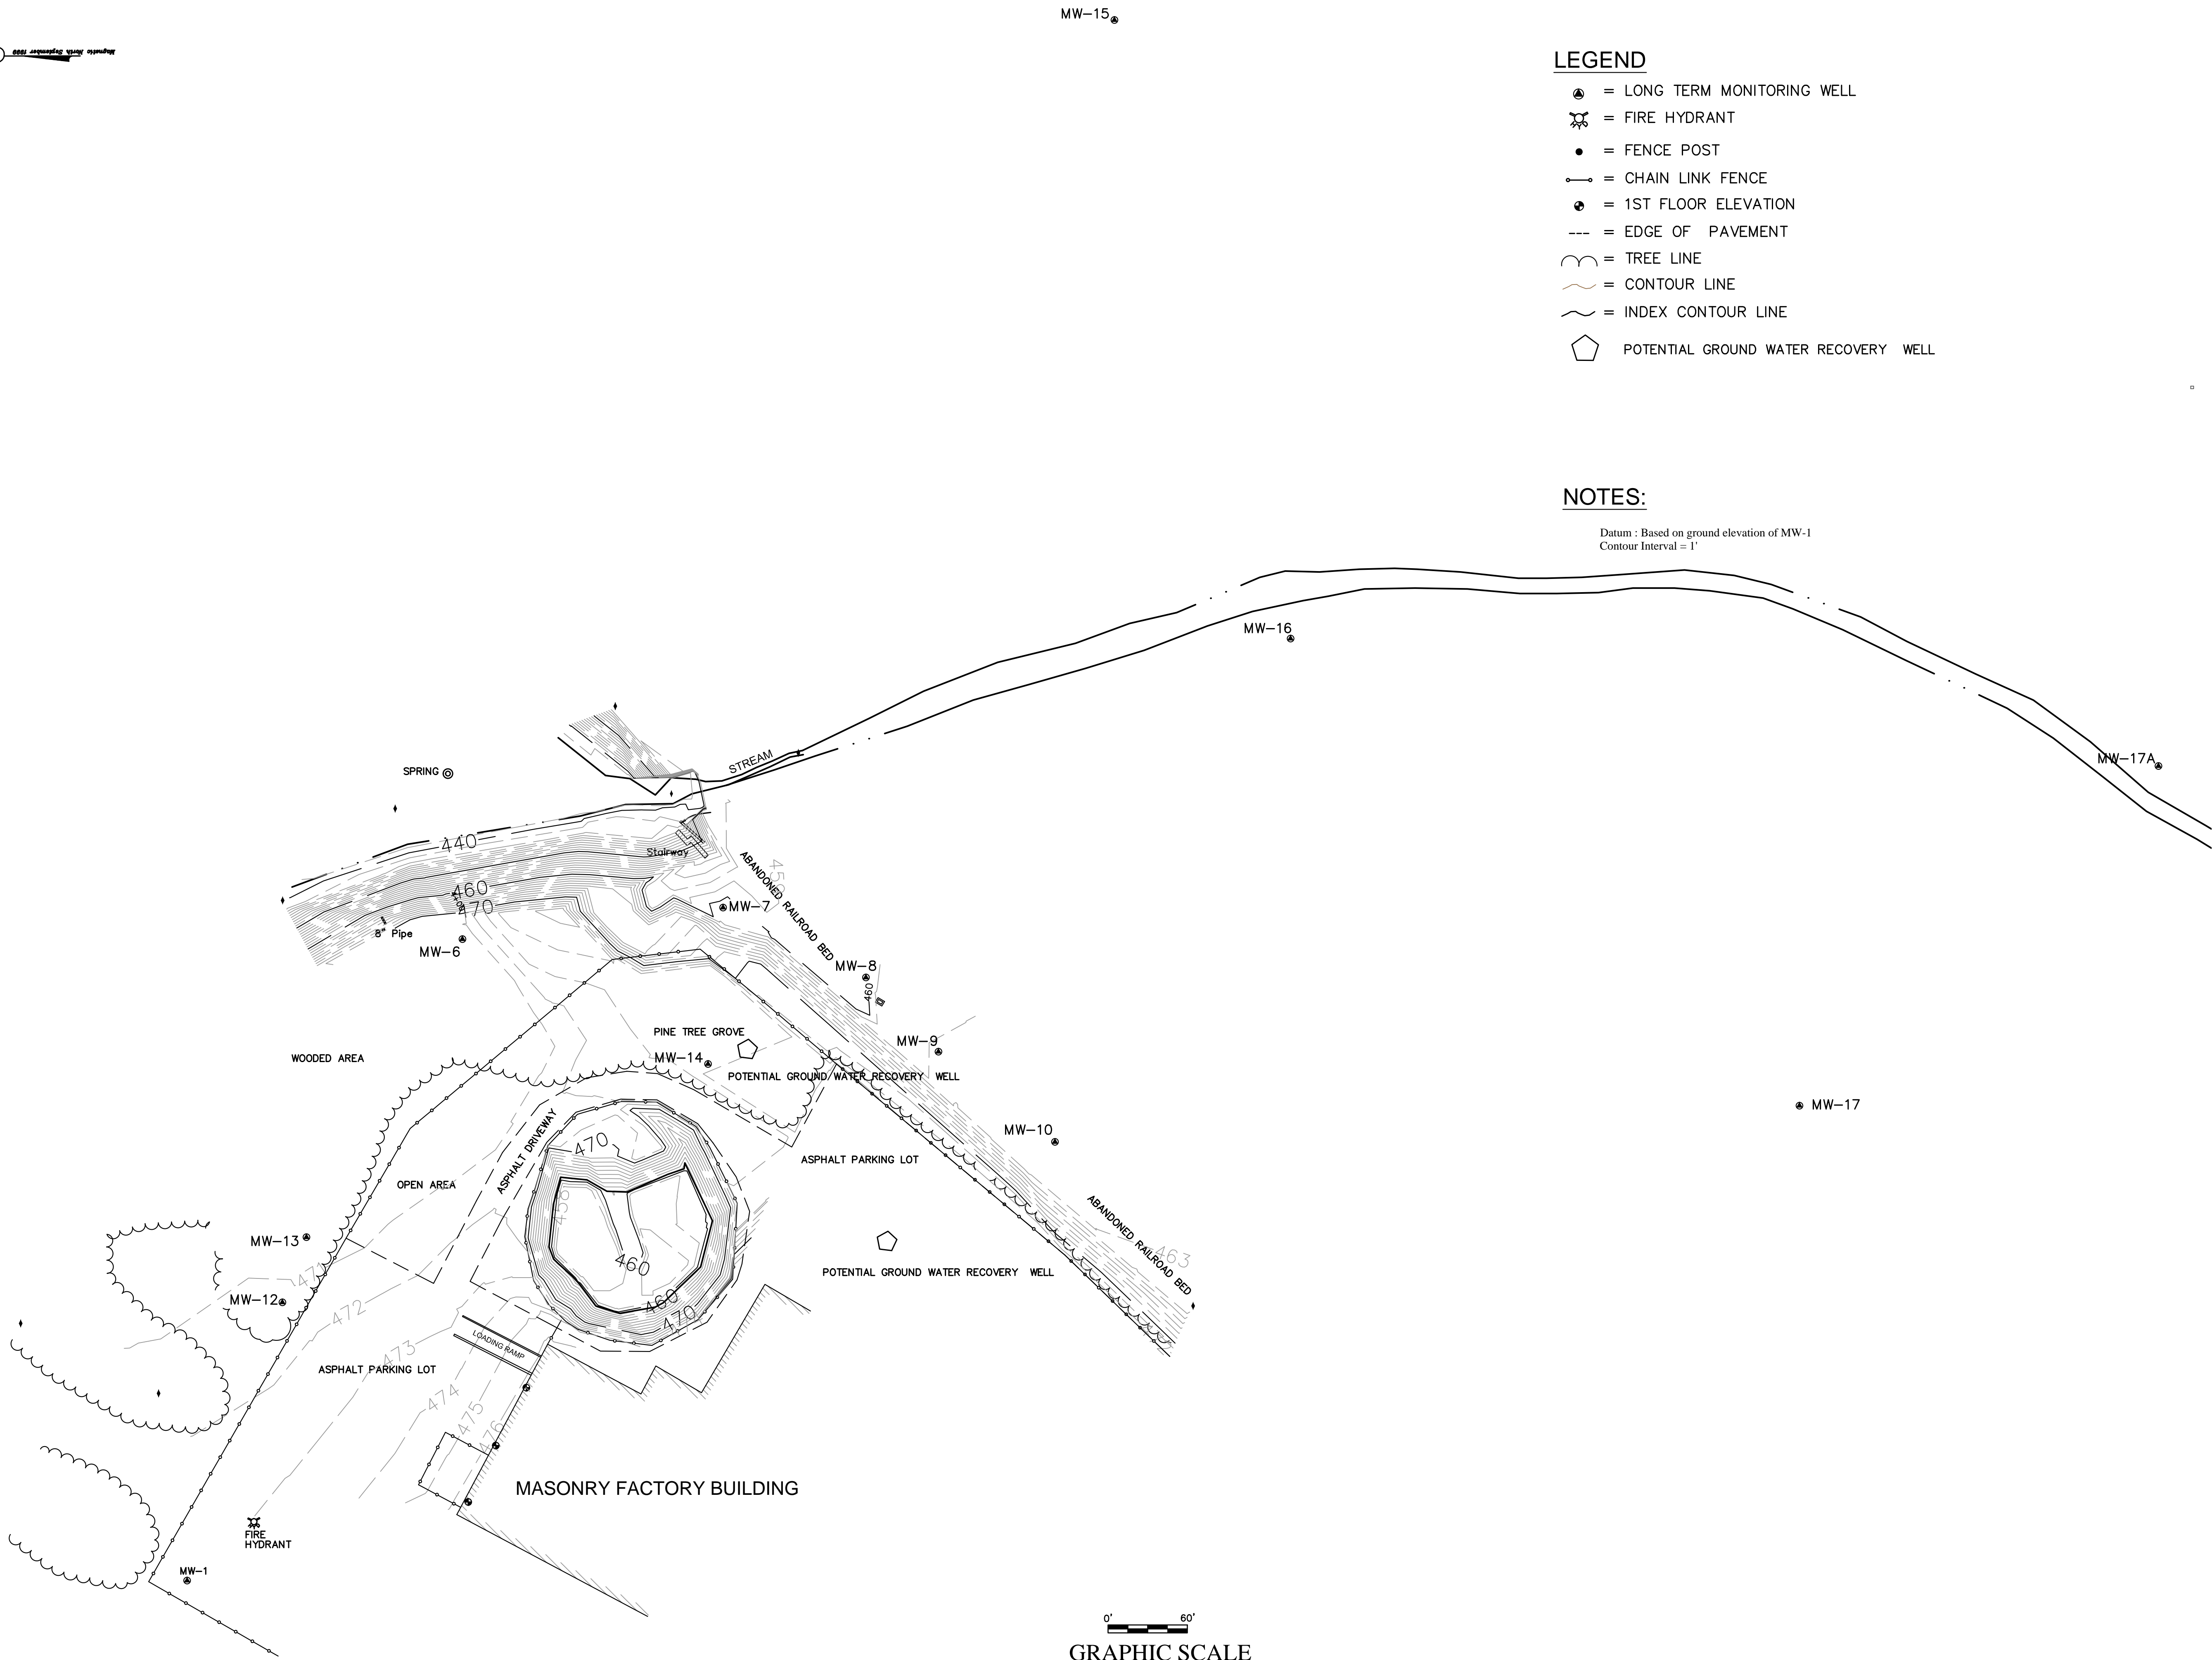 MW-15
Magnetic North September 1999
LEGEND
= LONG TERM MONITORING WELL
= FIRE HYDRANT
= FENCE POST
= CHAIN LINK FENCE
= 1ST FLOOR ELEVATION
= EDGE OF PAVEMENT
= TREE LINE
= CONTOUR LINE
= INDEX CONTOUR LINE
POTENTIAL GROUND WATER RECOVERY WELL
NOTES:
Datum : Based on ground elevation of MW-1
Contour Interval = 1'
MW-16
STREAM
MW-17A
SPRING
440
Stairway
ABANDONED RAILROAD BED
460
470
MW-7
8" Pipe
MW-6
MW-8
460
PINE TREE GROVE
MW-9
WOODED AREA
MW-14
POTENTIAL GROUND WATER RECOVERY WELL
MW-17
ASPHALT DRIVEWAY
MW-10
470
ASPHALT PARKING LOT
OPEN AREA
458
ABANDONED RAILROAD BED
463
MW-13
471
460
POTENTIAL GROUND WATER RECOVERY WELL
MW-12
472
460
470
LOADING RAMP
473
ASPHALT PARKING LOT
474
475
476
MASONRY FACTORY BUILDING
FIRE
HYDRANT
MW-1
0' 60'
GRAPHIC SCALE